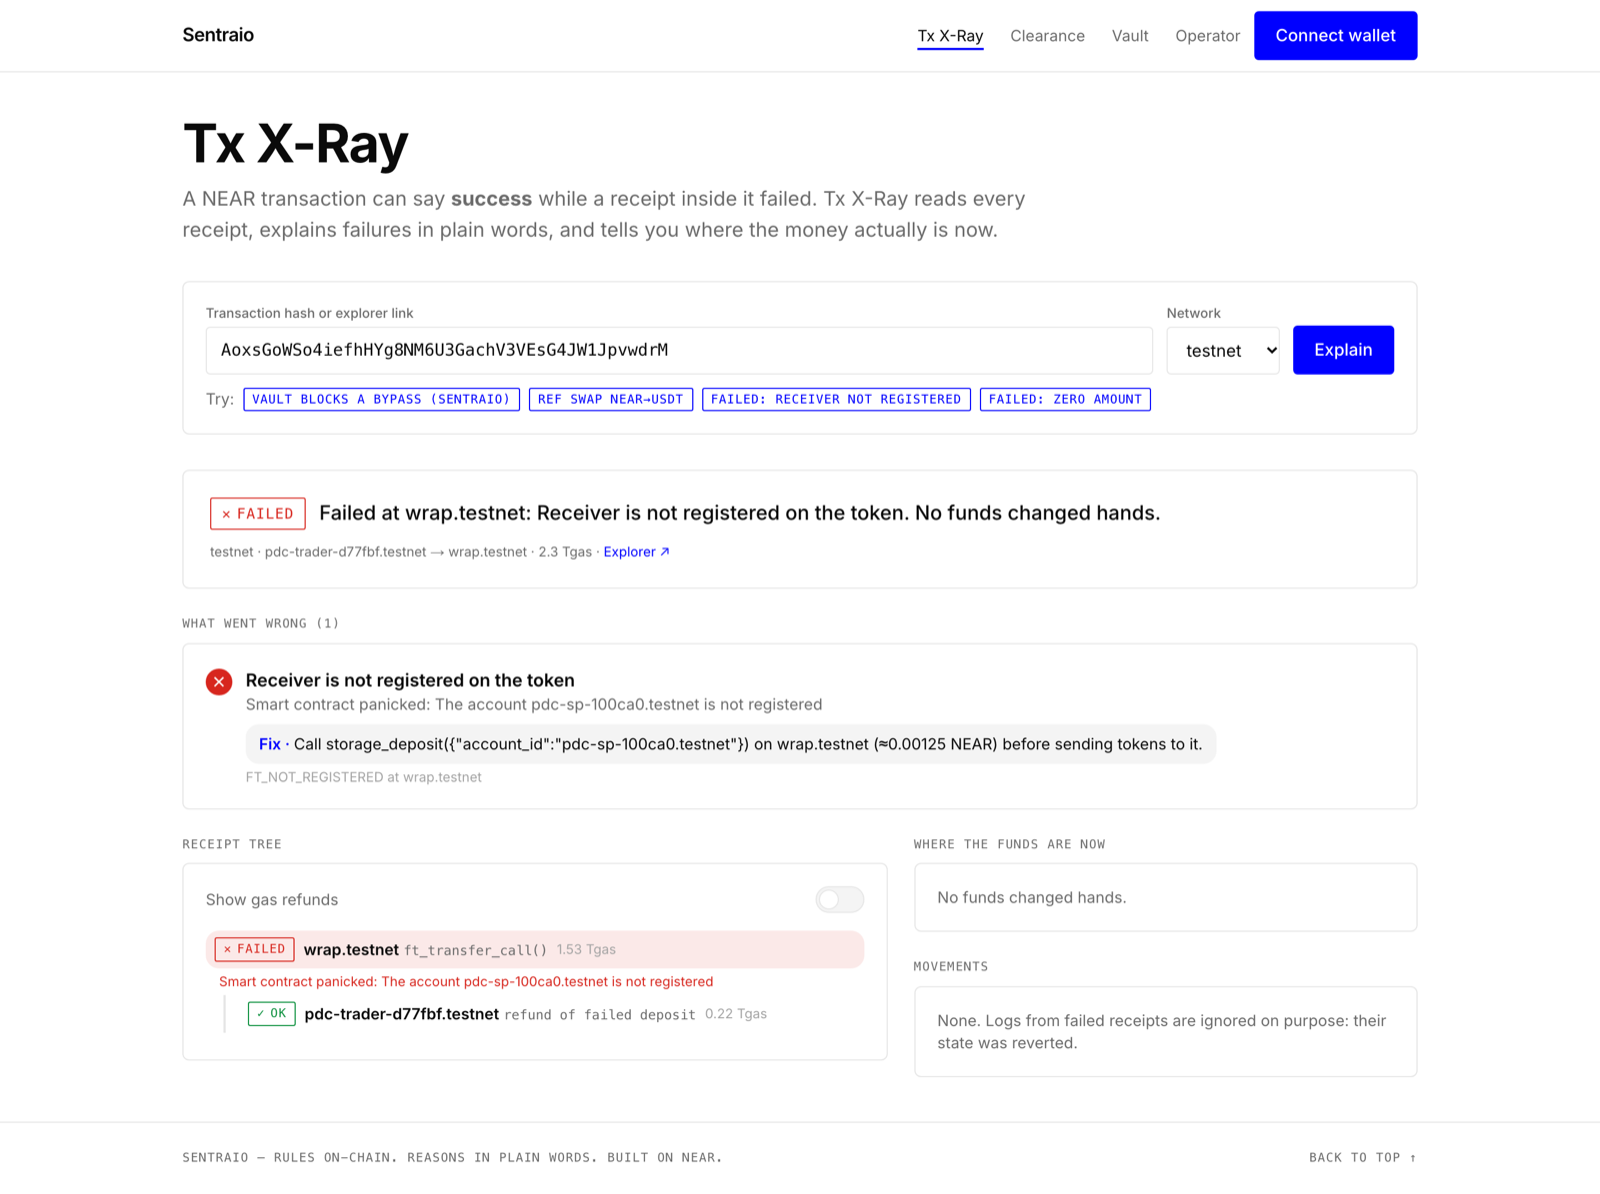 Sentraio
Tx X-Ray
Clearance
Vault
Operator
Connect wallet
Tx X-Ray
A NEAR transaction can say success while a receipt inside it failed. Tx X-Ray reads every
receipt, explains failures in plain words, and tells you where the money actually is now.
Transaction hash or explorer link
Network
AoxsGoWSo4iefhHYg8NM6U3GachV3VEsG4JW1JpvwdrM
testnet
Explain
Try:
VAULT BLOCKS A BYPASS (SENTRAIO)
REF SWAP NEAR→USDT
FAILED: RECEIVER NOT REGISTERED
FAILED: ZERO AMOUNT
× FAILED
Failed at wrap.testnet: Receiver is not registered on the token. No funds changed hands.
testnet · pdc-trader-d77fbf.testnet → wrap.testnet · 2.3 Tgas · Explorer ↗
WHAT WENT WRONG (1)
Receiver is not registered on the token
Smart contract panicked: The account pdc-sp-100ca0.testnet is not registered
Fix · Call storage_deposit({"account_id":"pdc-sp-100ca0.testnet"}) on wrap.testnet (≈0.00125 NEAR) before sending tokens to it.
FT_NOT_REGISTERED at wrap.testnet
RECEIPT TREE
Show gas refunds
× FAILED wrap.testnet ft_transfer_call() 1.53 Tgas
Smart contract panicked: The account pdc-sp-100ca0.testnet is not registered
✓ OK pdc-trader-d77fbf.testnet refund of failed deposit 0.22 Tgas
WHERE THE FUNDS ARE NOW
No funds changed hands.
MOVEMENTS
None. Logs from failed receipts are ignored on purpose: their
state was reverted.
SENTRAIO — RULES ON-CHAIN. REASONS IN PLAIN WORDS. BUILT ON NEAR.
BACK TO TOP ↑